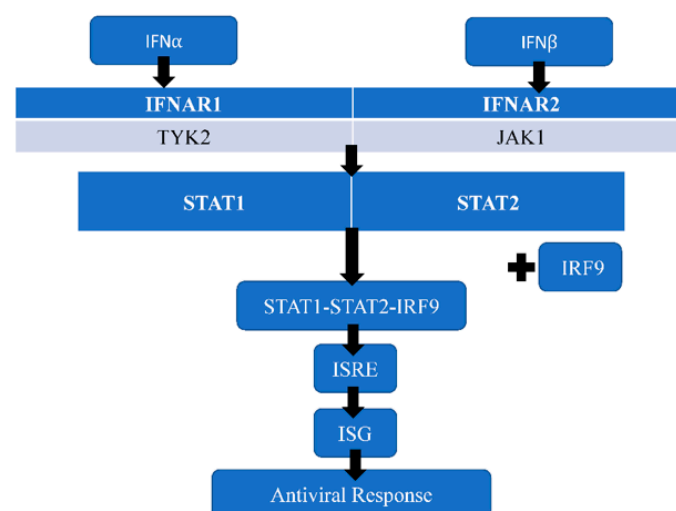 IFNα
IFNβ
IFNAR1
IFNAR2
TYK2
JAK1
STAT1
STAT2
IRF9
STAT1-STAT2-IRF9
ISRE
ISG
Antiviral Response